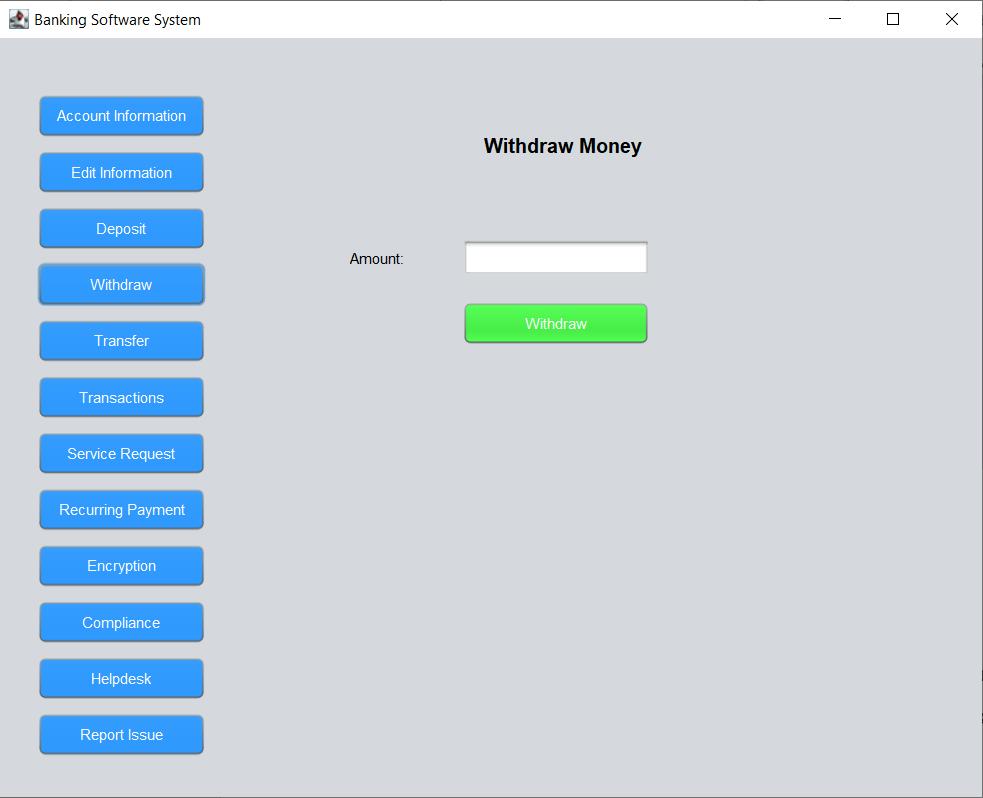 Banking Software System
Account Information
Edit Information
Deposit
Withdraw
Transfer
Transactions
Service Request
Recurring Payment
Encryption
Compliance
Helpdesk
Report Issue
Withdraw Money
Amount:
Withdraw